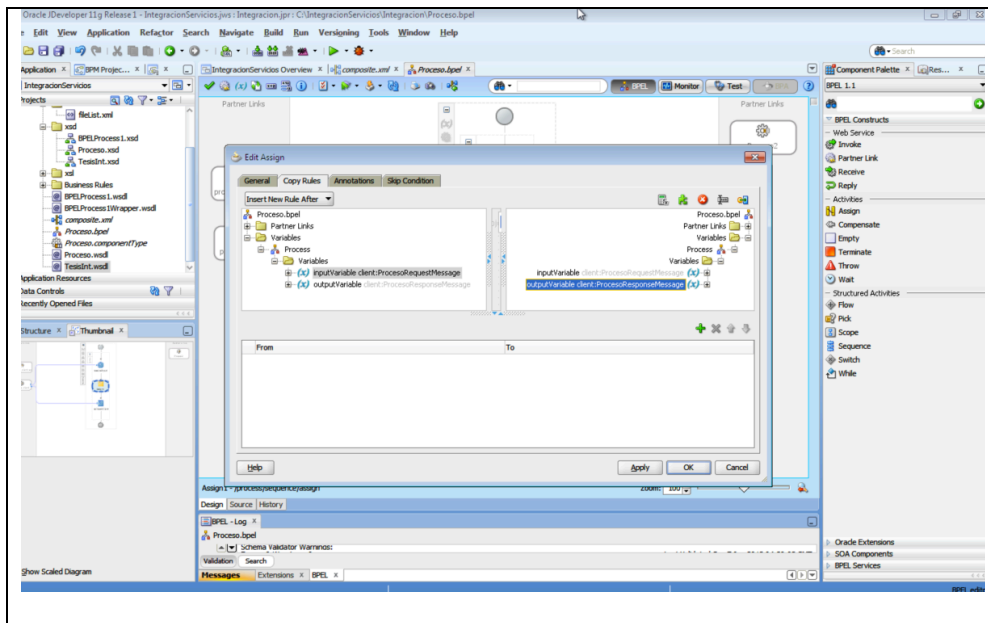 Oracle JDeveloper 11g Release 1 - IntegracionServicios.jws : Integracion.jpr : C:\IntegracionServicios\Integracion\Proceso.bpel
Edit View Application Refactor Search Navigate Build Run Versioning Tools Window Help
Search
Application BPM Projec...
IntegracionServicios
Projects
fileList.xml
xsd
BPELProcess1.xsd
Proceso.xsd
TesisInt.xsd
xsl
Business Rules
BPELProcess1.wsdl
BPELProcess1Wrapper.wsdl
composite.xml
Proceso.bpel
Proceso.componentType
Proceso.wsdl
TesisInt.wsdl
Application Resources
Data Controls
Recently Opened Files
Structure Thumbnail
Show Scaled Diagram
IntegracionServicios Overview composite.xml Proceso.bpel
BPEL Monitor Test
Partner Links
Partner Links
Edit Assign
General Copy Rules Annotations Skip Condition
Insert New Rule After
Proceso.bpel
Partner Links
Variables
Process
Variables
inputVariable client:ProcesoRequestMessage
outputVariable client:ProcesoResponseMessage
Proceso.bpel
Partner Links
Variables
Process
Variables
inputVariable client:ProcesoRequestMessage
outputVariable client:ProcesoResponseMessage
From To
Help Apply OK Cancel
Assign1 - /process/sequence/assign
Zoom: 100
Design Source History
BPEL - Log
Proceso.bpel
Schema Validator Warnings:
Validation Search
Messages Extensions BPEL
Component Palette Res...
BPEL 1.1
BPEL Constructs
Web Service
Invoke
Partner Link
Receive
Reply
Activities
Assign
Compensate
Empty
Terminate
Throw
Wait
Structured Activities
Flow
Pick
Scope
Sequence
Switch
While
Oracle Extensions
SOA Components
BPEL Services